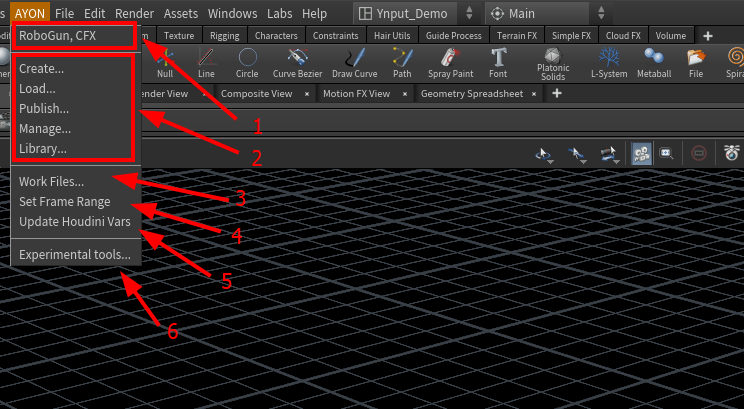 AYON File Edit Render Assets Windows Labs Help Ynput_Demo Main
RoboGun, CFX
Texture Rigging Characters Constraints Hair Utils Guide Process Terrain FX Simple FX Cloud FX Volume +
Null Line Circle Curve Bezier Draw Curve Path Spray Paint Font Platonic Solids L-System Metaball File
Composite View × Motion FX View × Geometry Spreadsheet × +
Create...
Load...
Publish...
Manage...
Library...
Work Files...
Set Frame Range
Update Houdini Vars
Experimental tools...
1
2
3
4
5
6